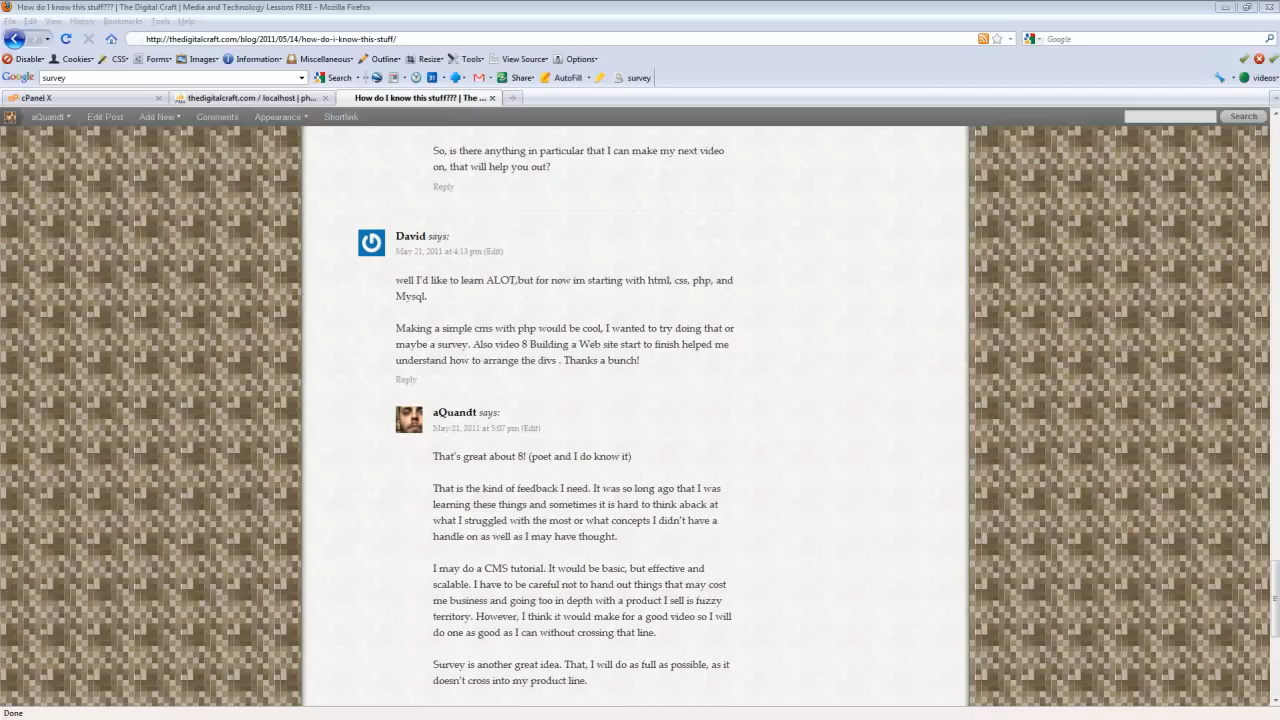 How do I know this stuff??? | The Digital Craft | Media and Technology Lessons FREE - Mozilla Firefox
File Edit View History Bookmarks Tools Help
http://thedigitalcraft.com/blog/2011/05/14/how-do-i-know-this-stuff/ Google
Disable Cookies CSS Forms Images Information Miscellaneous Outline Resize Tools View Source Options
Google survey Search Share AutoFill survey videos
cPanel X thedigitalcraft.com / localhost | ph... How do I know this stuff??? | The ...
aQuandt Edit Post Add New Comments Appearance Shortlink Search
So, is there anything in particular that I can make my next video
on, that will help you out?
Reply
David says:
May 21, 2011 at 4:13 pm (Edit)
well I'd like to learn ALOT,but for now im starting with html, css, php, and
Mysql.
Making a simple cms with php would be cool, I wanted to try doing that or
maybe a survey. Also video 8 Building a Web site start to finish helped me
understand how to arrange the divs . Thanks a bunch!
Reply
aQuandt says:
May 21, 2011 at 5:07 pm (Edit)
That's great about 8! (poet and I do know it)
That is the kind of feedback I need. It was so long ago that I was
learning these things and sometimes it is hard to think aback at
what I struggled with the most or what concepts I didn't have a
handle on as well as I may have thought.
I may do a CMS tutorial. It would be basic, but effective and
scalable. I have to be careful not to hand out things that may cost
me business and going too in depth with a product I sell is fuzzy
territory. However, I think it would make for a good video so I will
do one as good as I can without crossing that line.
Survey is another great idea. That, I will do as full as possible, as it
doesn't cross into my product line.
Done